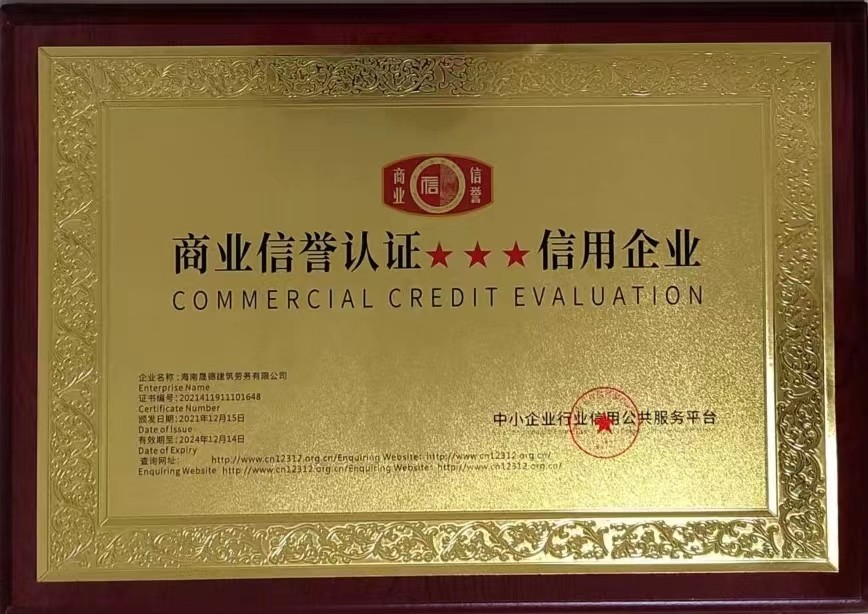 商业 信 信誉
商业信誉认证★★★信用企业
COMMERCIAL CREDIT EVALUATION
企业名称：海南晟德建筑劳务有限公司
Enterprise Name
证书编号：2021411911101648
Certificate Number
颁发日期：2021年12月15日
Date of Issue
有效期至：2024年12月14日
Date of Expiry
查询网址： http://www.cn12312.org.cn/Enquiring Website: http://www.cn12312.org.cn/
Enquiring Website http://www.cn12312.org.cn/Enquiring Website: http://www.cn12312.org.cn/
中小企业行业信用公共服务平台